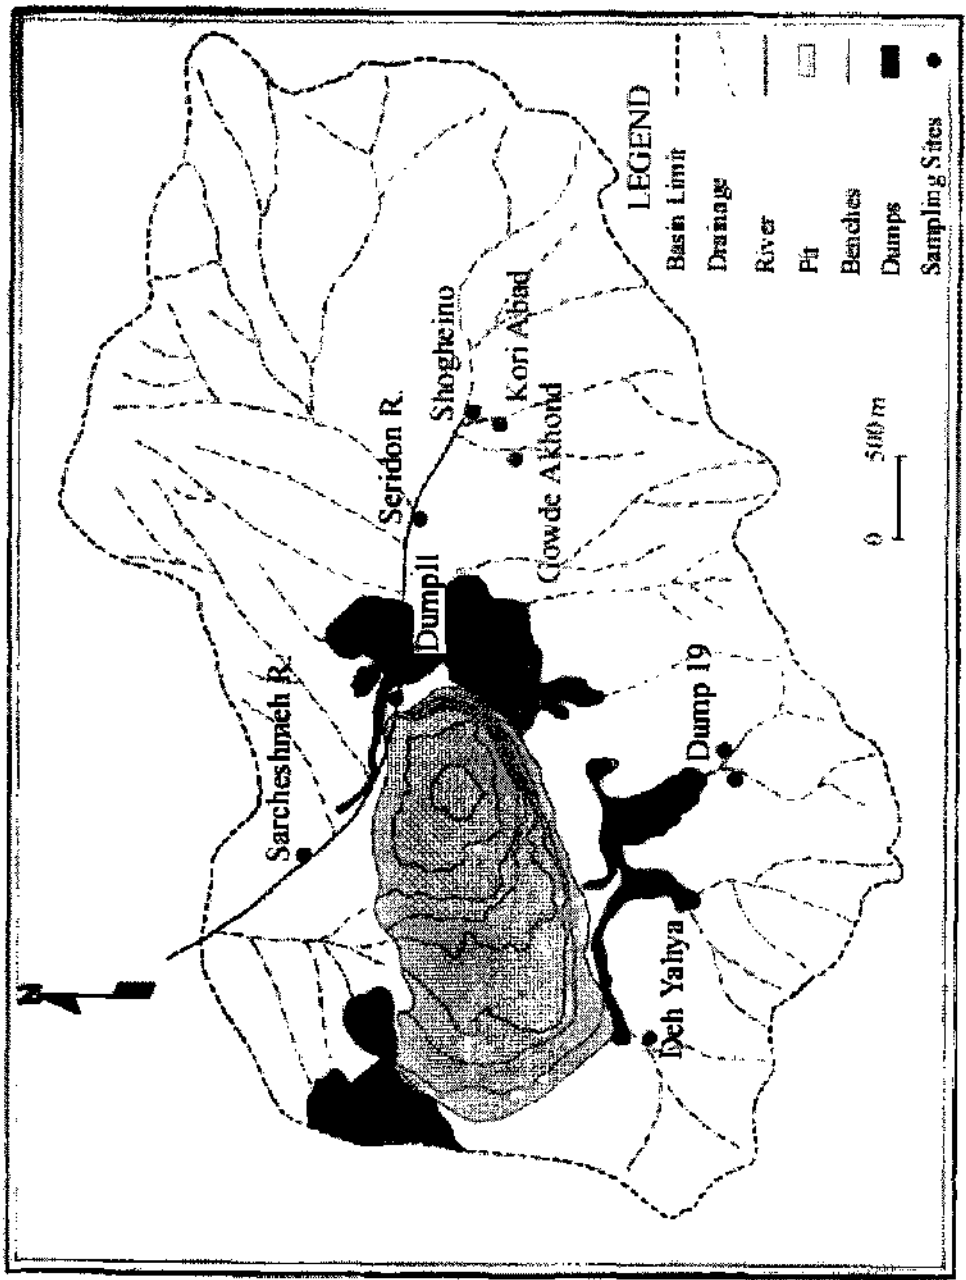 N
Sarcheshmeh R.
Seridon R.
Shogheino
Kori Abad
Gowde Akhond
Dump11
Dump 19
Deh Yahya
0 500 m
LEGEND
Basin Limit
Drainage
River
Pit
Benches
Dumps
Sampling Sites